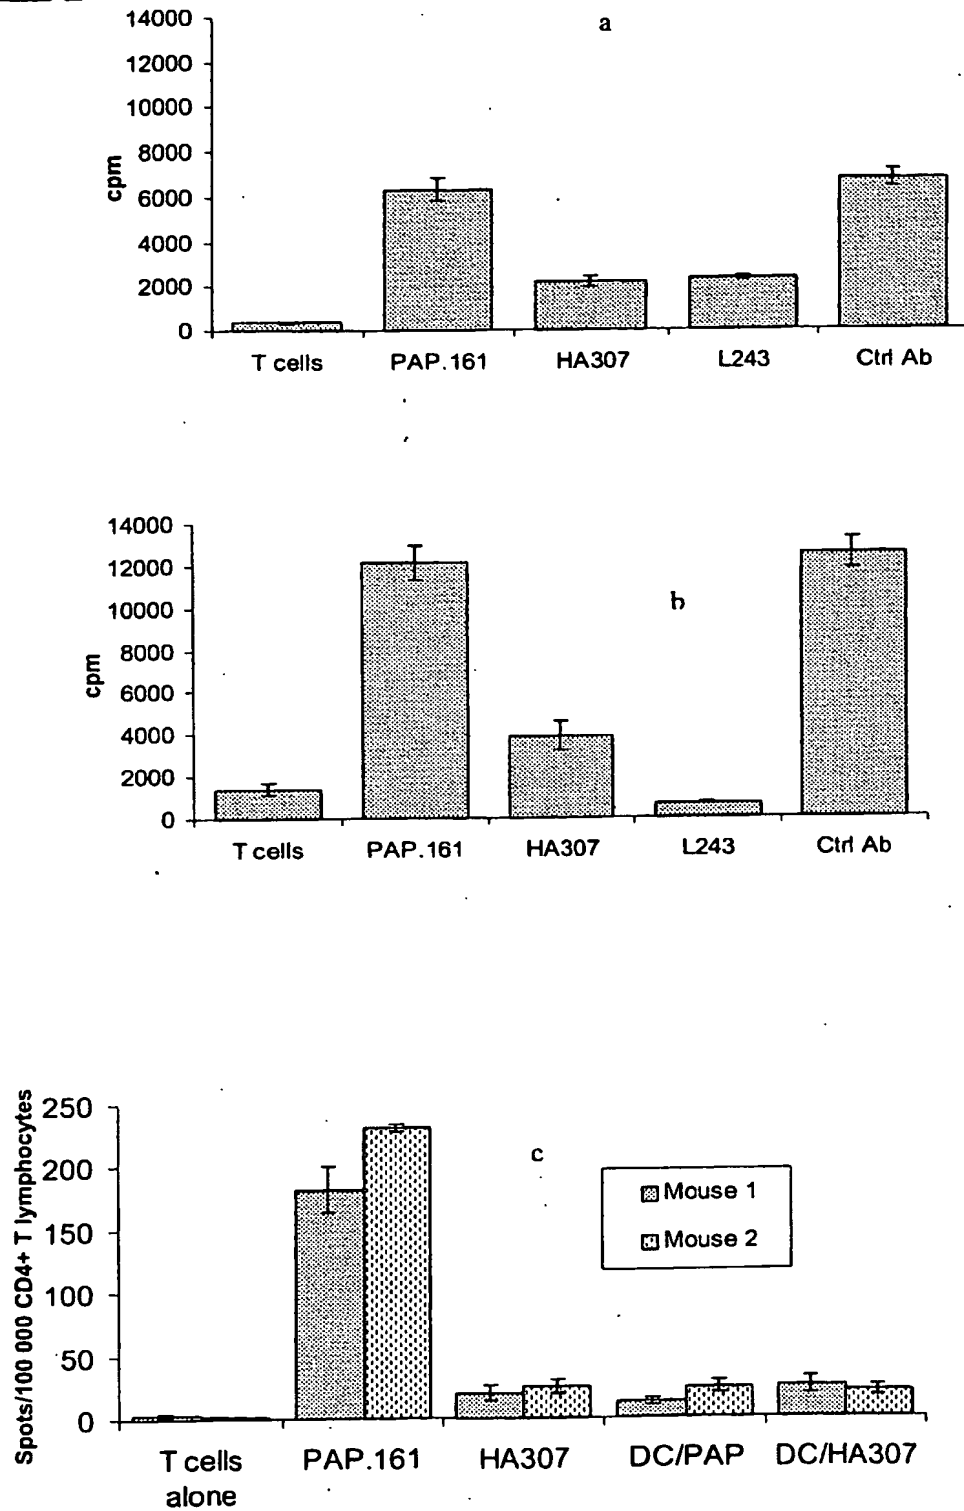 a
14000
12000
10000
8000
6000
4000
2000
0
cpm
T cells PAP.161 HA307 L243 Ctrl Ab
b
14000
12000
10000
8000
6000
4000
2000
0
cpm
T cells PAP.161 HA307 L243 Ctrl Ab
c
250
200
150
100
50
0
Spots/100 000 CD4+ T lymphocytes
Mouse 1
Mouse 2
T cells alone PAP.161 HA307 DC/PAP DC/HA307